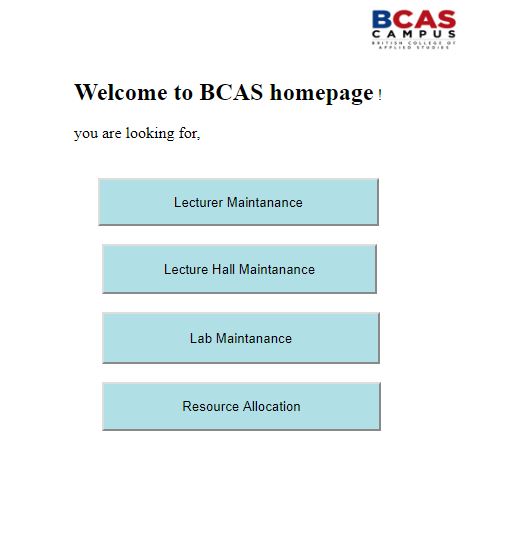 BCAS
CAMPUS
BRITISH COLLEGE OF
APPLIED STUDIES
Welcome to BCAS homepage !
you are looking for,
Lecturer Maintanance
Lecture Hall Maintanance
Lab Maintanance
Resource Allocation